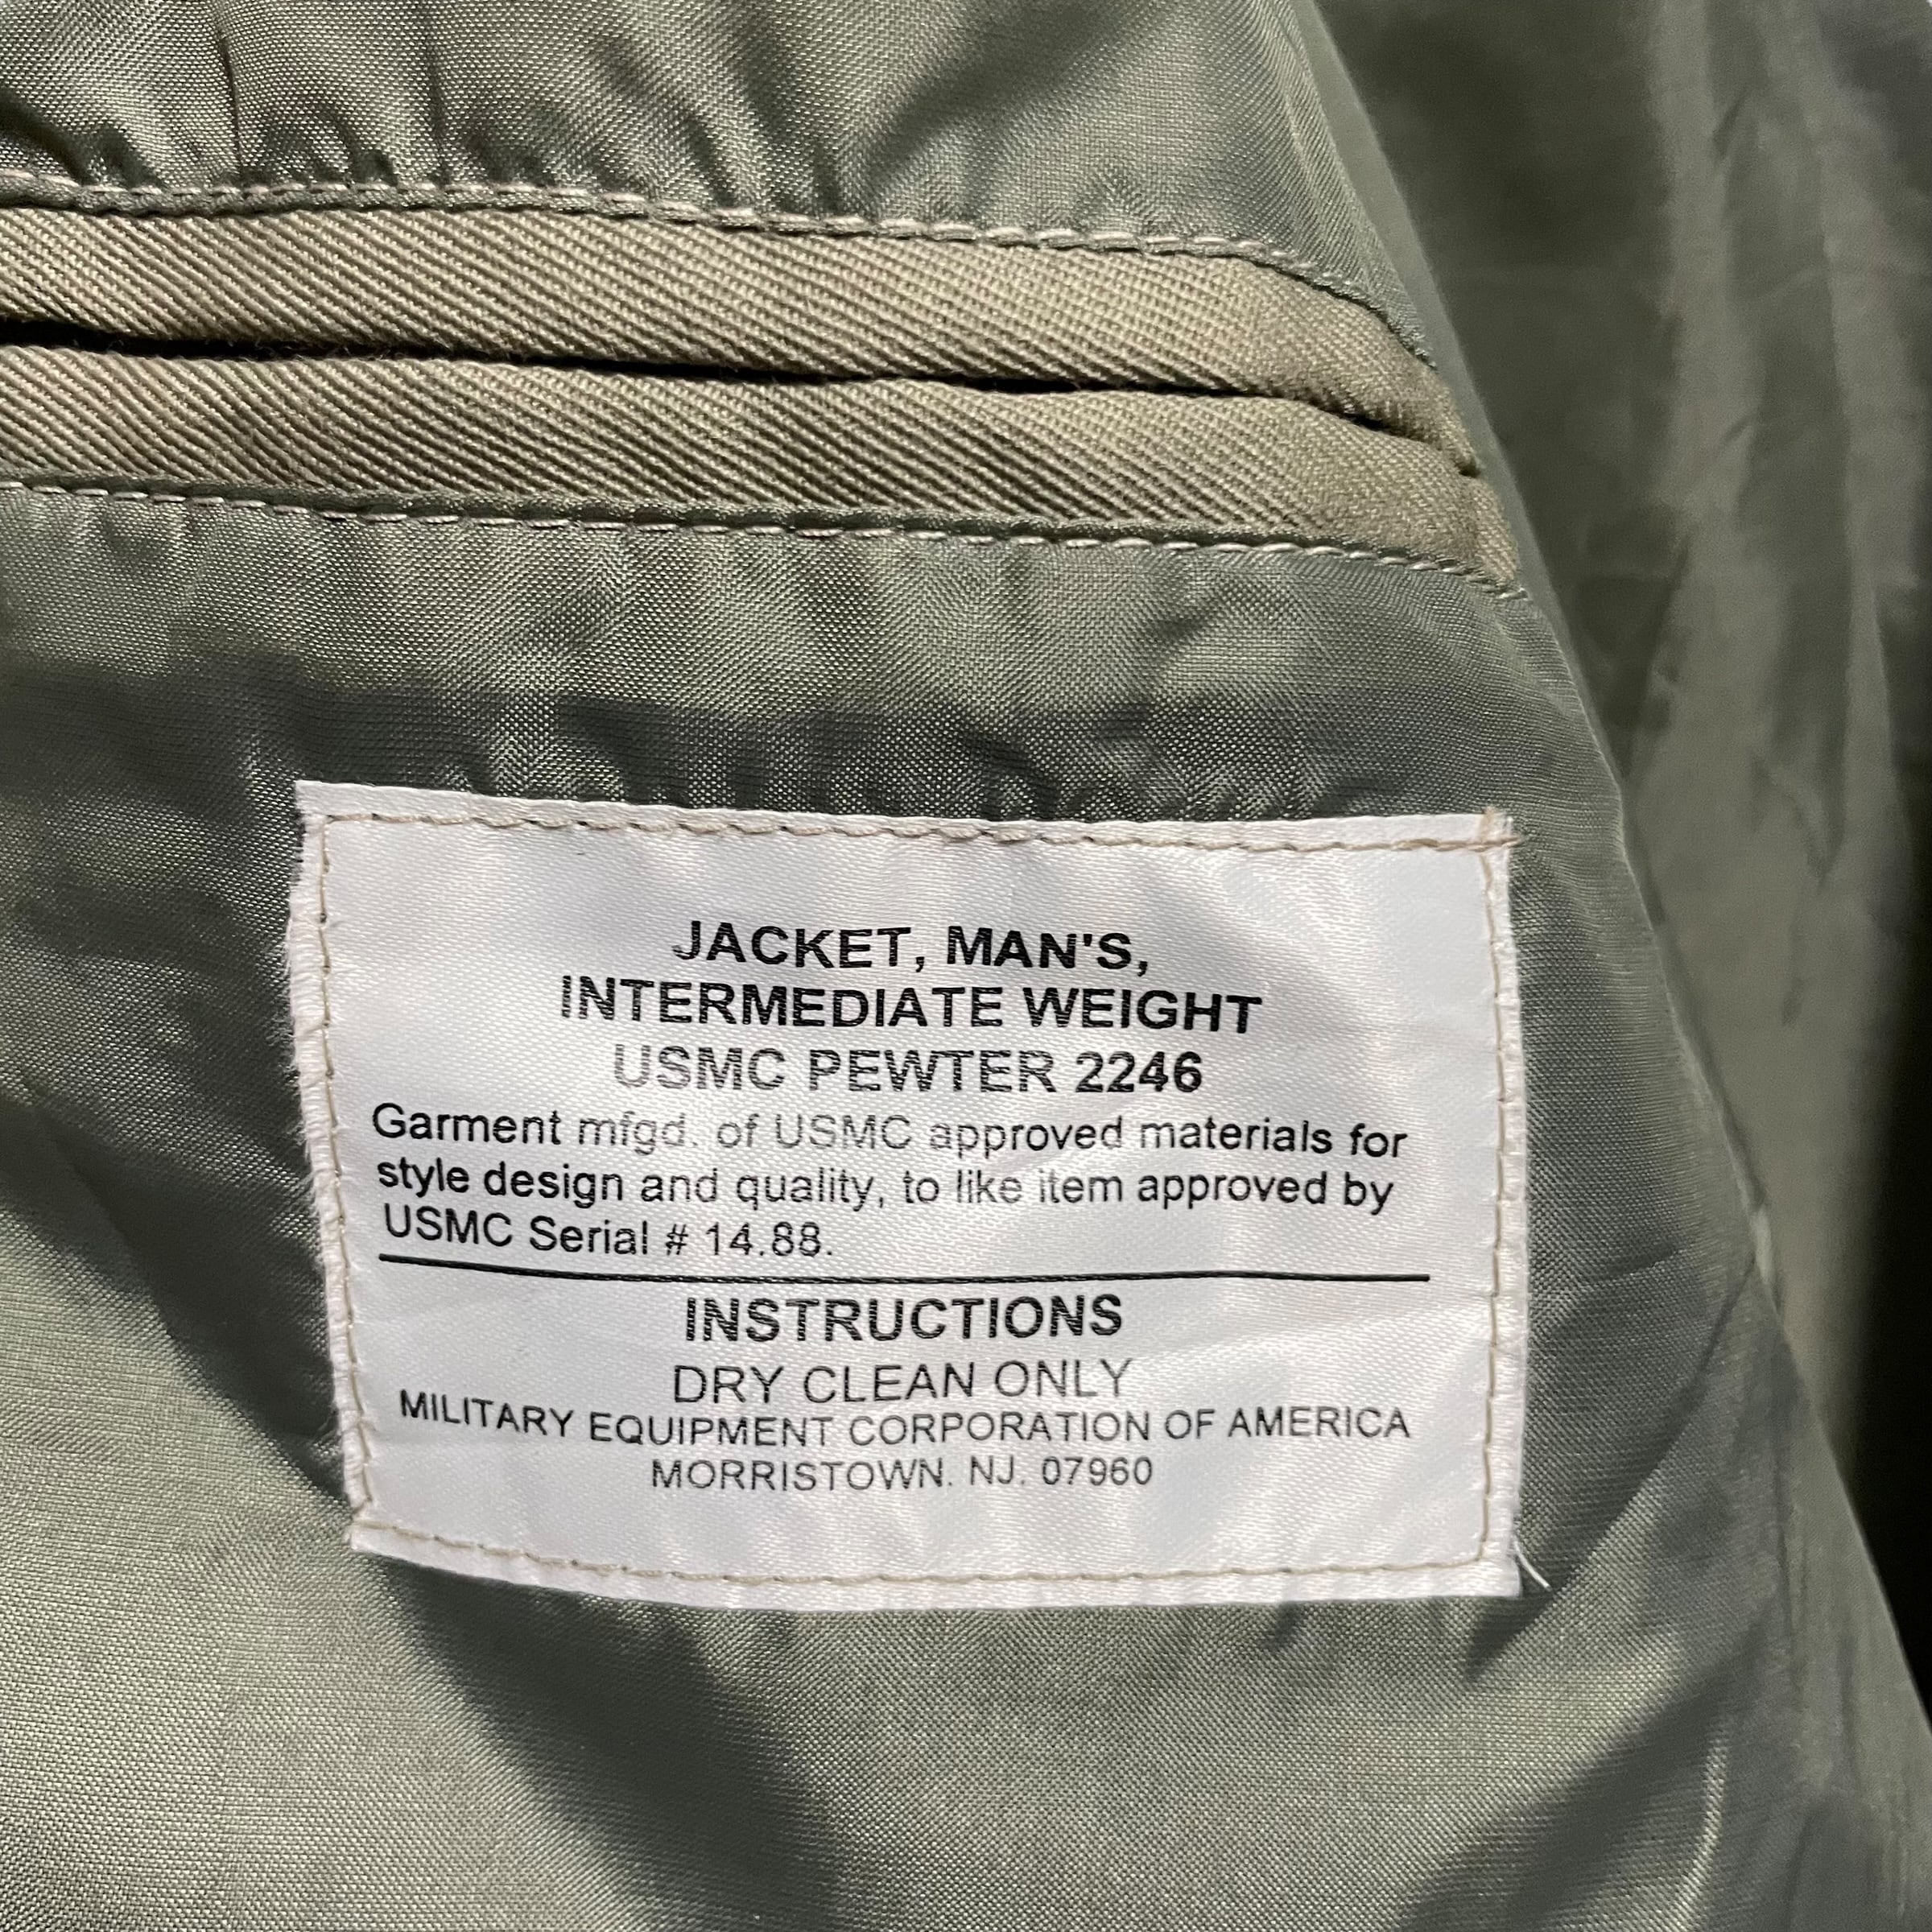 JACKET, MAN'S,
INTERMEDIATE WEIGHT
USMC PEWTER 2246
Garment mfgd. of USMC approved materials for
style design and quality, to like item approved by
USMC Serial # 14.88.
INSTRUCTIONS
DRY CLEAN ONLY
MILITARY EQUIPMENT CORPORATION OF AMERICA
MORRISTOWN. NJ. 07960